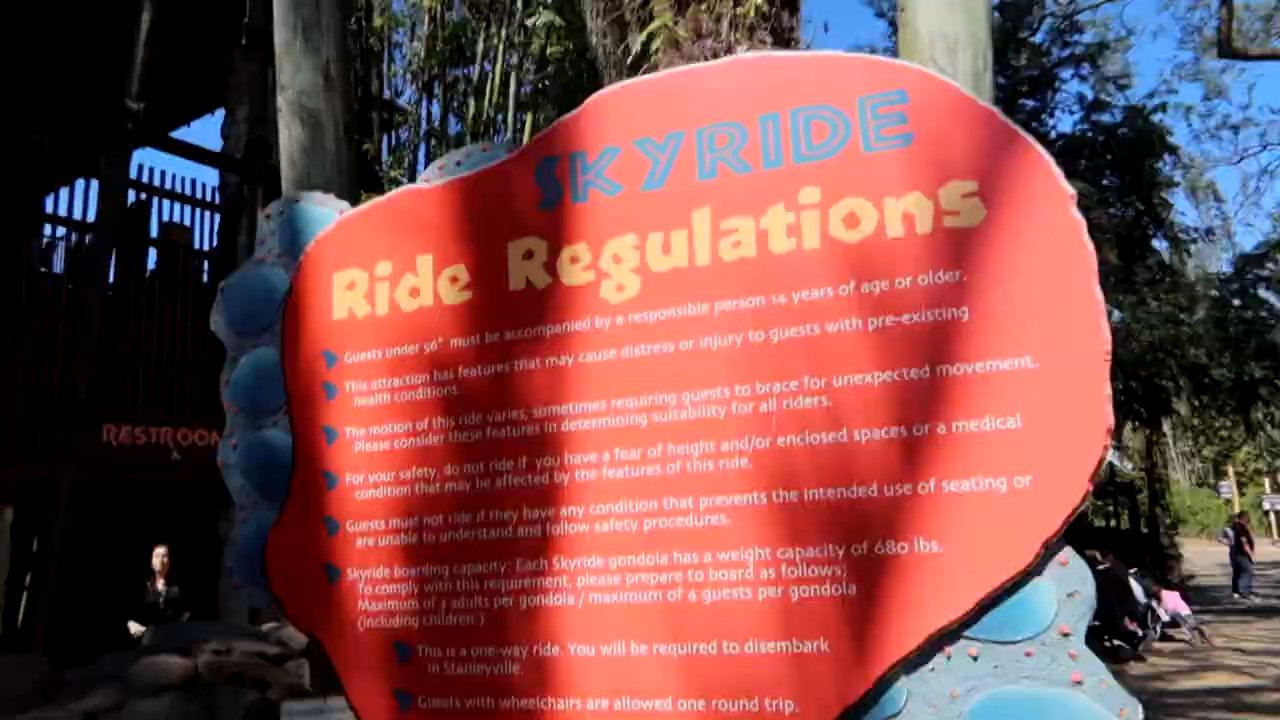 SKYRIDE
Ride Regulations
Guests under 56" must be accompanied by a responsible person 14 years of age or older.
This attraction has features that may cause distress or injury to guests with pre-existing
health conditions.
The motion of this ride varies, sometimes requiring guests to brace for unexpected movement.
Please consider these features in determining suitability for all riders.
For your safety, do not ride if you have a fear of height and/or enclosed spaces or a medical
condition that may be affected by the features of this ride.
Guests must not ride if they have any condition that prevents the intended use of seating or
are unable to understand and follow safety procedures.
Skyride boarding capacity: Each Skyride gondola has a weight capacity of 680 lbs.
To comply with this requirement, please prepare to board as follows;
Maximum of 3 adults per gondola / maximum of 4 guests per gondola
(including children.)
This is a one-way ride. You will be required to disembark
in Stanleyville.
Guests with wheelchairs are allowed one round trip.
RESTROOM